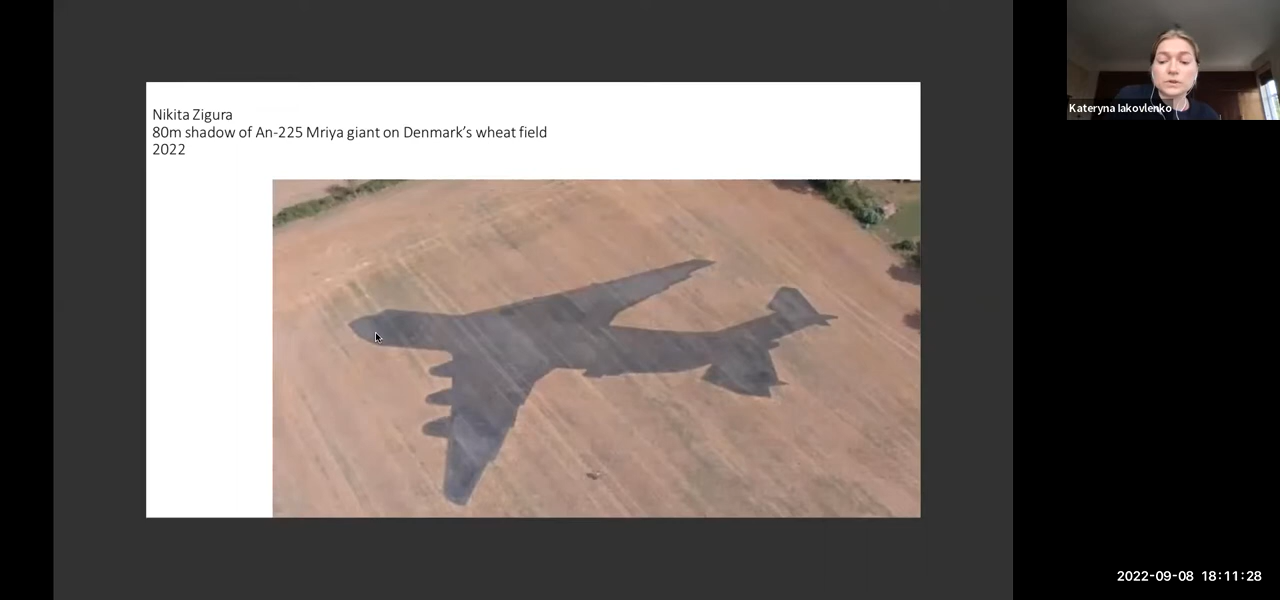 Nikita Zigura
80m shadow of An-225 Mriya giant on Denmark's wheat field
2022
Kateryna Iakovlenko
2022-09-08 18:11:28